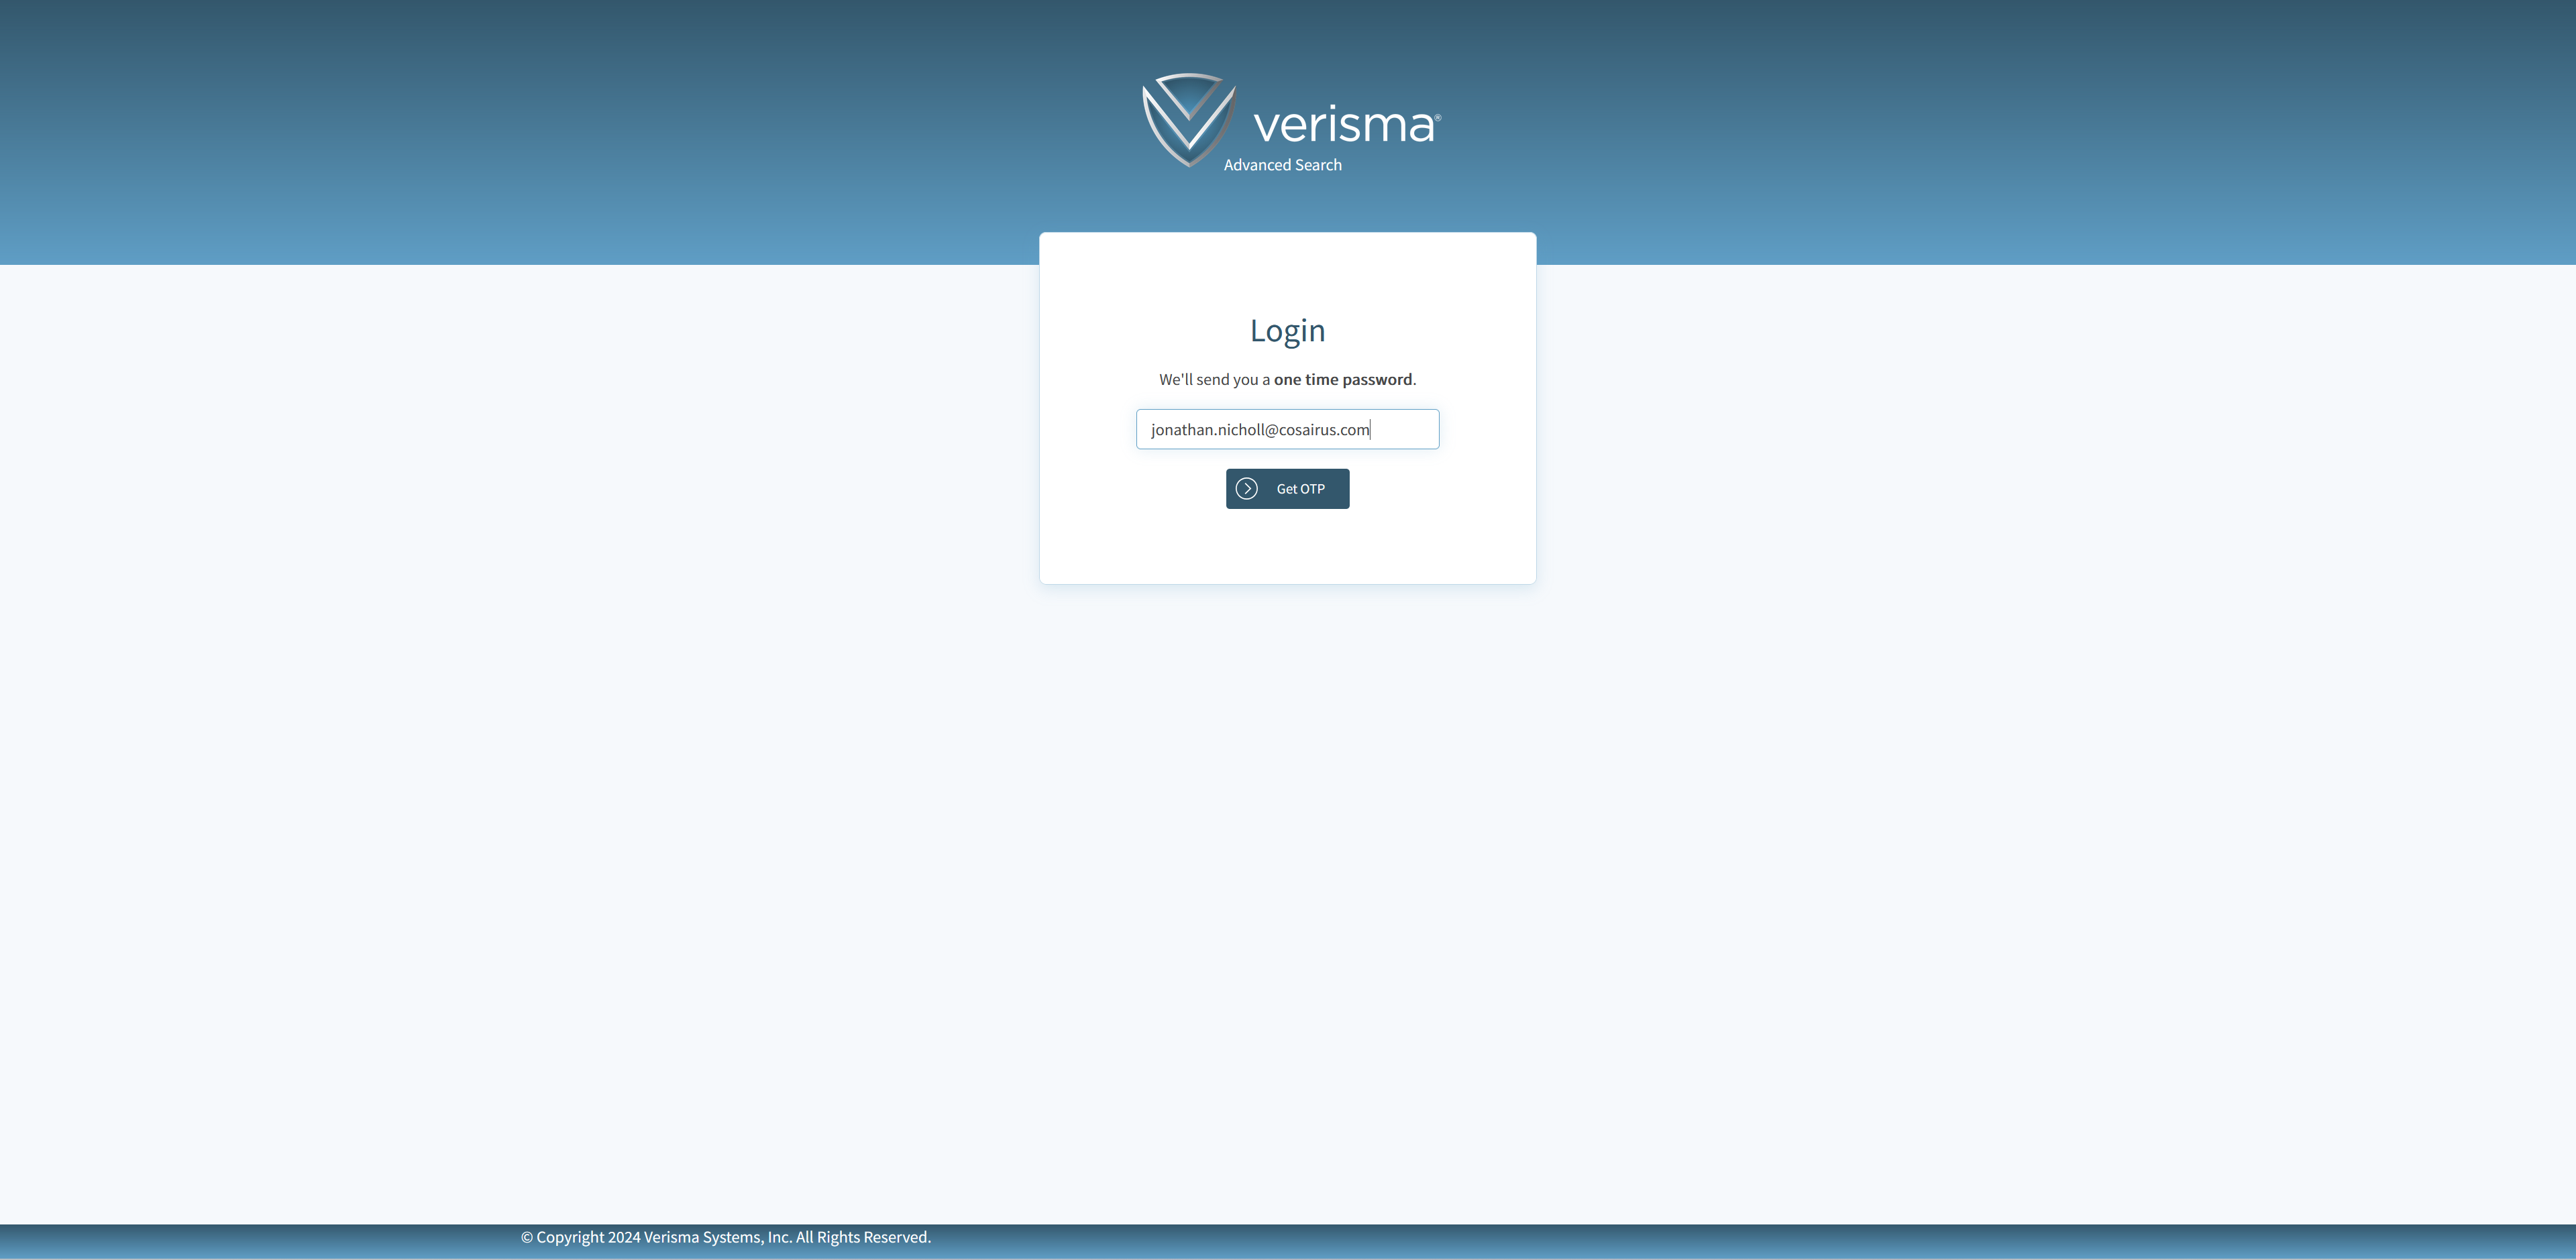 verisma®
Advanced Search
Login
We'll send you a one time password.
jonathan.nicholl@cosairus.com
Get OTP
© Copyright 2024 Verisma Systems, Inc. All Rights Reserved.